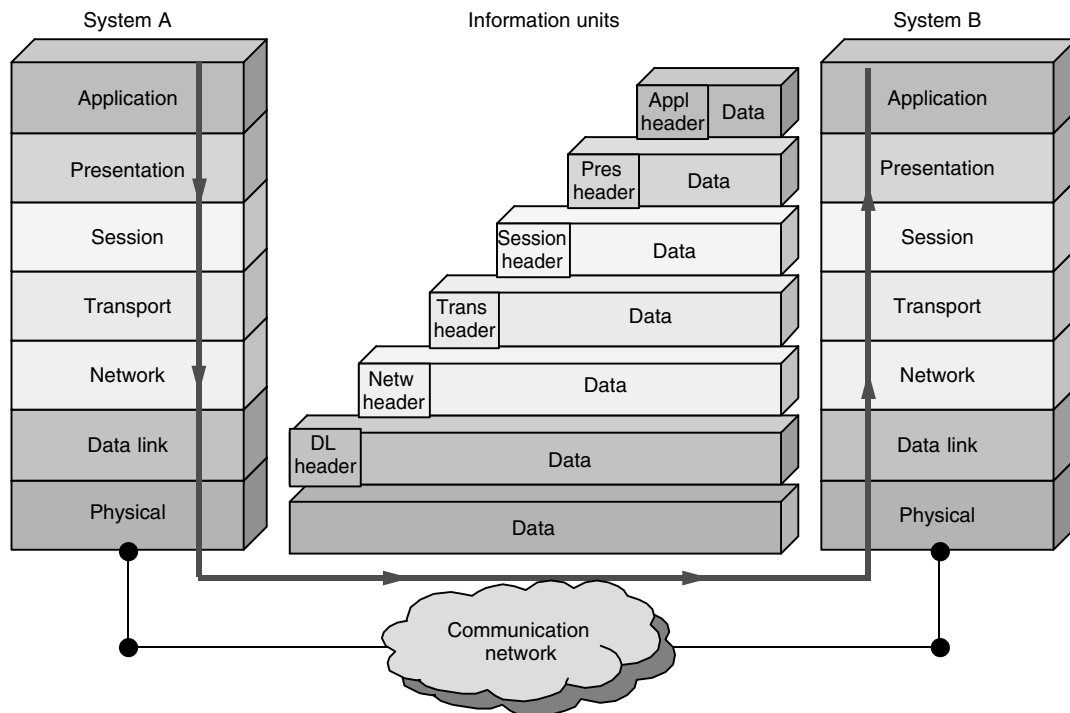 System A
Information units
System B
Application
Presentation
Session
Transport
Network
Data link
Physical
Appl
header
Data
Pres
header
Data
Session
header
Data
Trans
header
Data
Netw
header
Data
DL
header
Data
Data
Application
Presentation
Session
Transport
Network
Data link
Physical
Communication
network